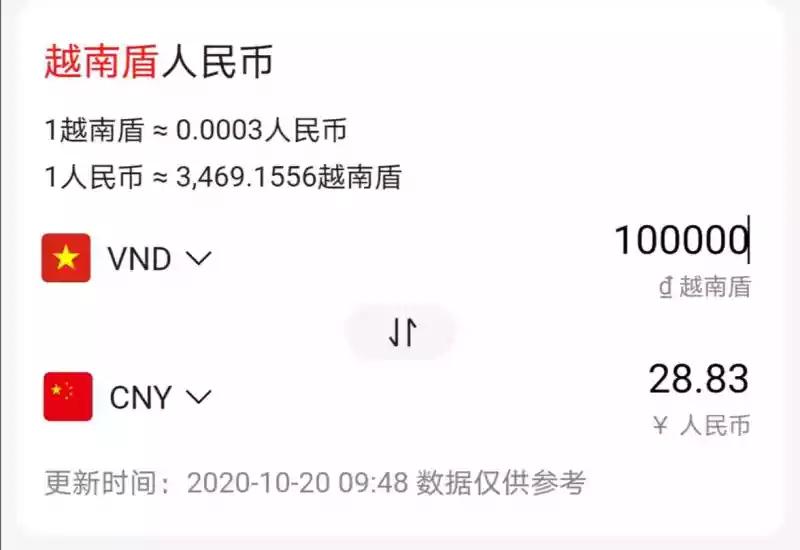 越南盾人民币
1越南盾 ≈ 0.0003人民币
1人民币 ≈ 3,469.1556越南盾
VND 100000
₫ 越南盾
CNY 28.83
¥ 人民币
更新时间：2020-10-20 09:48 数据仅供参考